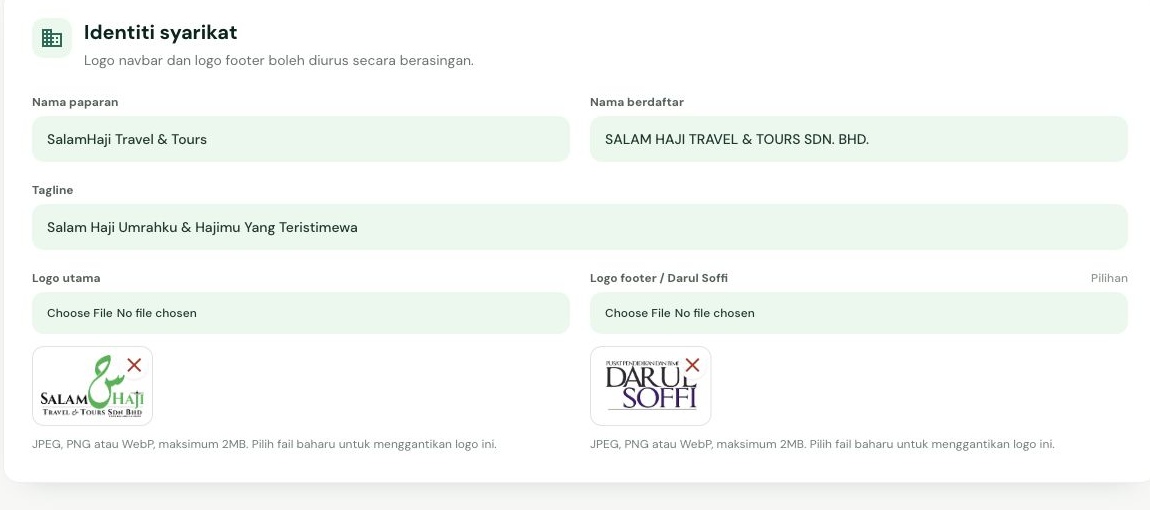 Identiti syarikat
Logo navbar dan logo footer boleh diurus secara berasingan.
Nama paparan
Nama berdaftar
SalamHaji Travel & Tours
SALAM HAJI TRAVEL & TOURS SDN. BHD.
Tagline
Salam Haji Umrahku & Hajimu Yang Teristimewa
Logo utama
Logo footer / Darul Soffi
Pilihan
Choose File No file chosen
Choose File No file chosen
SALAM HAJI
TRAVEL & TOURS SDN BHD
DARUL
SOFFI
JPEG, PNG atau WebP, maksimum 2MB. Pilih fail baharu untuk menggantikan logo ini.
JPEG, PNG atau WebP, maksimum 2MB. Pilih fail baharu untuk menggantikan logo ini.